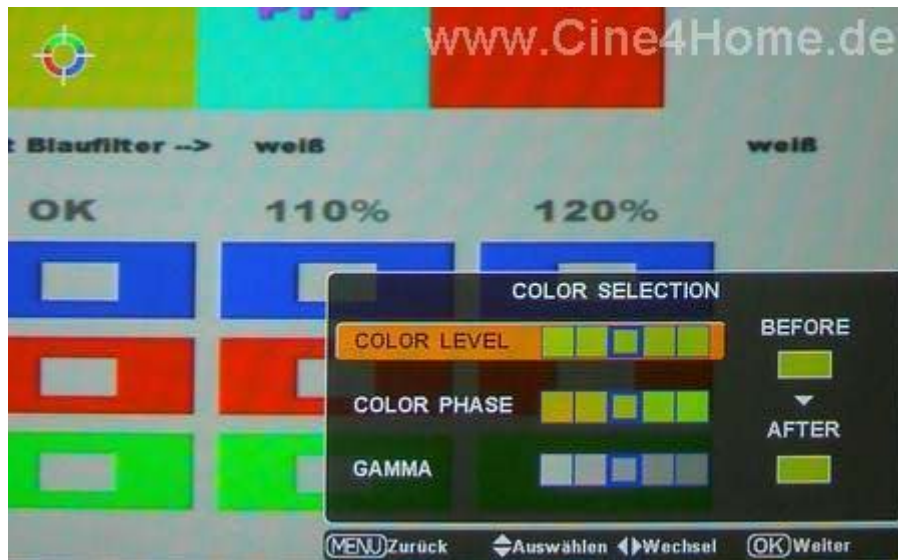 www.Cine4Home.de
Blaufilter --> weiß weiß
OK 110% 120%
COLOR SELECTION
COLOR LEVEL
COLOR PHASE
GAMMA
BEFORE
AFTER
MENU Zurück Auswählen Wechsel OK Weiter